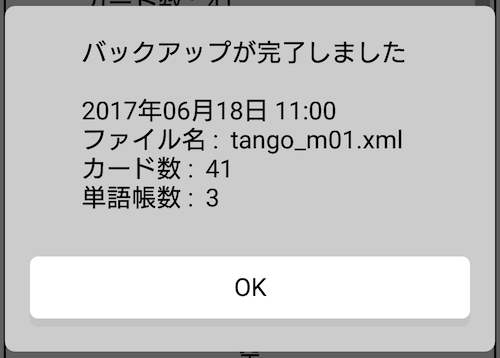 バックアップが完了しました
2017年06月18日 11:00
ファイル名 : tango_m01.xml
カード数 : 41
単語帳数 : 3
OK